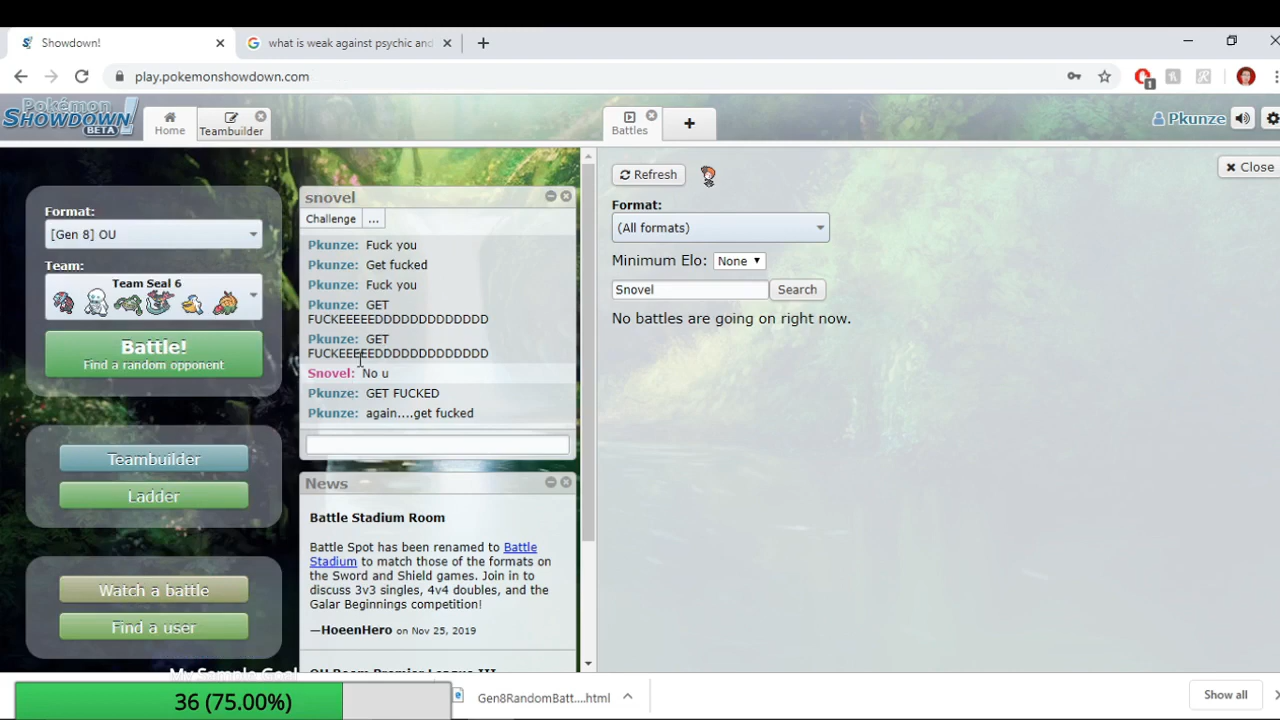 Showdown!
what is weak against psychic and
play.pokemonshowdown.com
1
Pokémon
SHOWDOWN!
BETA
Home
Teambuilder
Battles
+
Pkunze
Format:
[Gen 8] OU
Team:
Team Seal 6
Battle!
Find a random opponent
Teambuilder
Ladder
Watch a battle
Find a user
snovel
Challenge
...
Pkunze: Fuck you
Pkunze: Get fucked
Pkunze: Fuck you
Pkunze: GET
FUCKEEEEEDDDDDDDDDDDDD
Pkunze: GET
FUCKEEEEEDDDDDDDDDDDDD
Snovel: No u
Pkunze: GET FUCKED
Pkunze: again....get fucked
News
Battle Stadium Room
Battle Spot has been renamed to Battle
Stadium to match those of the formats on
the Sword and Shield games. Join in to
discuss 3v3 singles, 4v4 doubles, and the
Galar Beginnings competition!
—HoeenHero on Nov 25, 2019
Refresh
Close
Format:
(All formats)
Minimum Elo: None
Snovel
Search
No battles are going on right now.
My Sample Goal
36 (75.00%)
Gen8RandomBatt....html
Show all